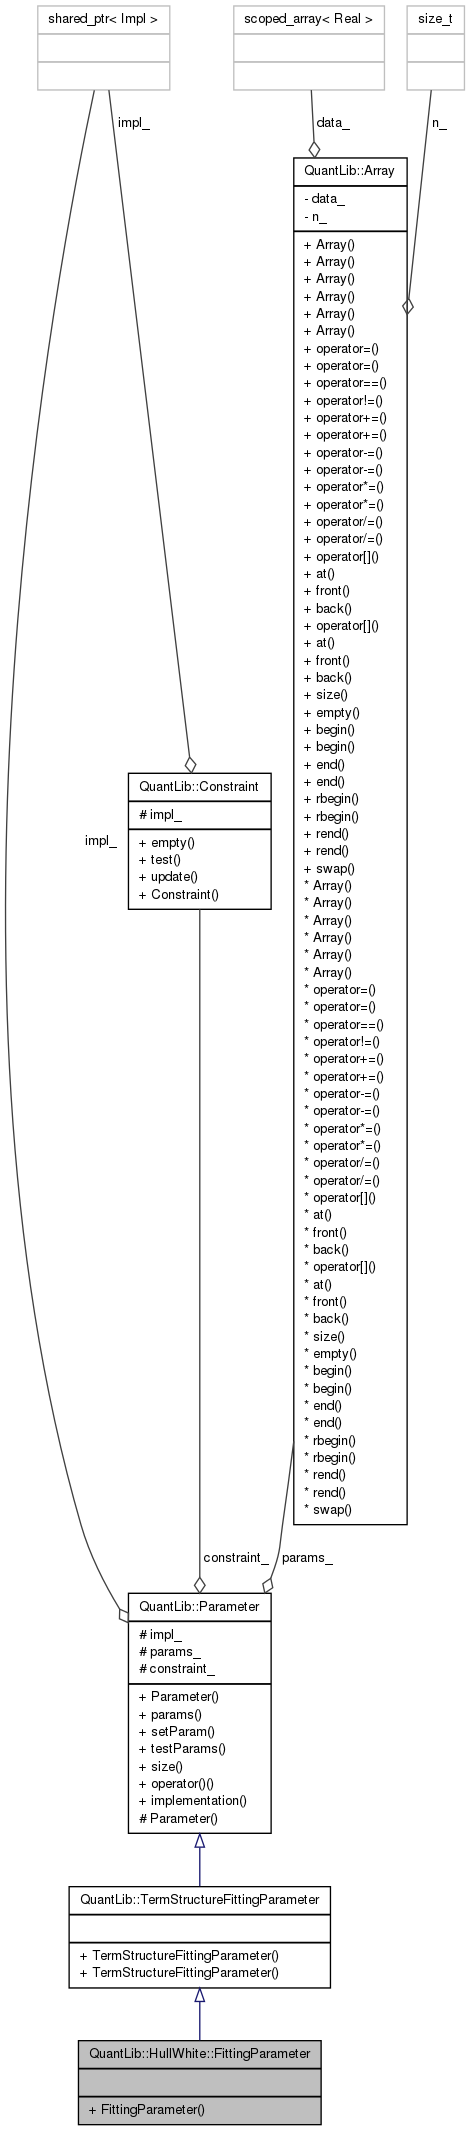 shared_ptr< Impl >
scoped_array< Real >
size_t
impl_
data_
n_
QuantLib::Array
- data_
- n_
+ Array()
+ Array()
+ Array()
+ Array()
+ Array()
+ Array()
+ operator=()
+ operator=()
+ operator==()
+ operator!=()
+ operator+=()
+ operator+=()
+ operator-=()
+ operator-=()
+ operator*=()
+ operator*=()
+ operator/=()
+ operator/=()
+ operator[]()
+ at()
+ front()
+ back()
+ operator[]()
+ at()
+ front()
+ back()
+ size()
+ empty()
+ begin()
+ begin()
+ end()
+ end()
+ rbegin()
+ rbegin()
+ rend()
+ rend()
+ swap()
* Array()
* Array()
* Array()
* Array()
* Array()
* Array()
* operator=()
* operator=()
* operator==()
* operator!=()
* operator+=()
* operator+=()
* operator-=()
* operator-=()
* operator*=()
* operator*=()
* operator/=()
* operator/=()
* operator[]()
* at()
* front()
* back()
* operator[]()
* at()
* front()
* back()
* size()
* empty()
* begin()
* begin()
* end()
* end()
* rbegin()
* rbegin()
* rend()
* rend()
* swap()
QuantLib::Constraint
# impl_
+ empty()
+ test()
+ update()
+ Constraint()
impl_
constraint_
params_
QuantLib::Parameter
# impl_
# params_
# constraint_
+ Parameter()
+ params()
+ setParam()
+ testParams()
+ size()
+ operator()()
+ implementation()
# Parameter()
QuantLib::TermStructureFittingParameter
+ TermStructureFittingParameter()
+ TermStructureFittingParameter()
QuantLib::HullWhite::FittingParameter
+ FittingParameter()